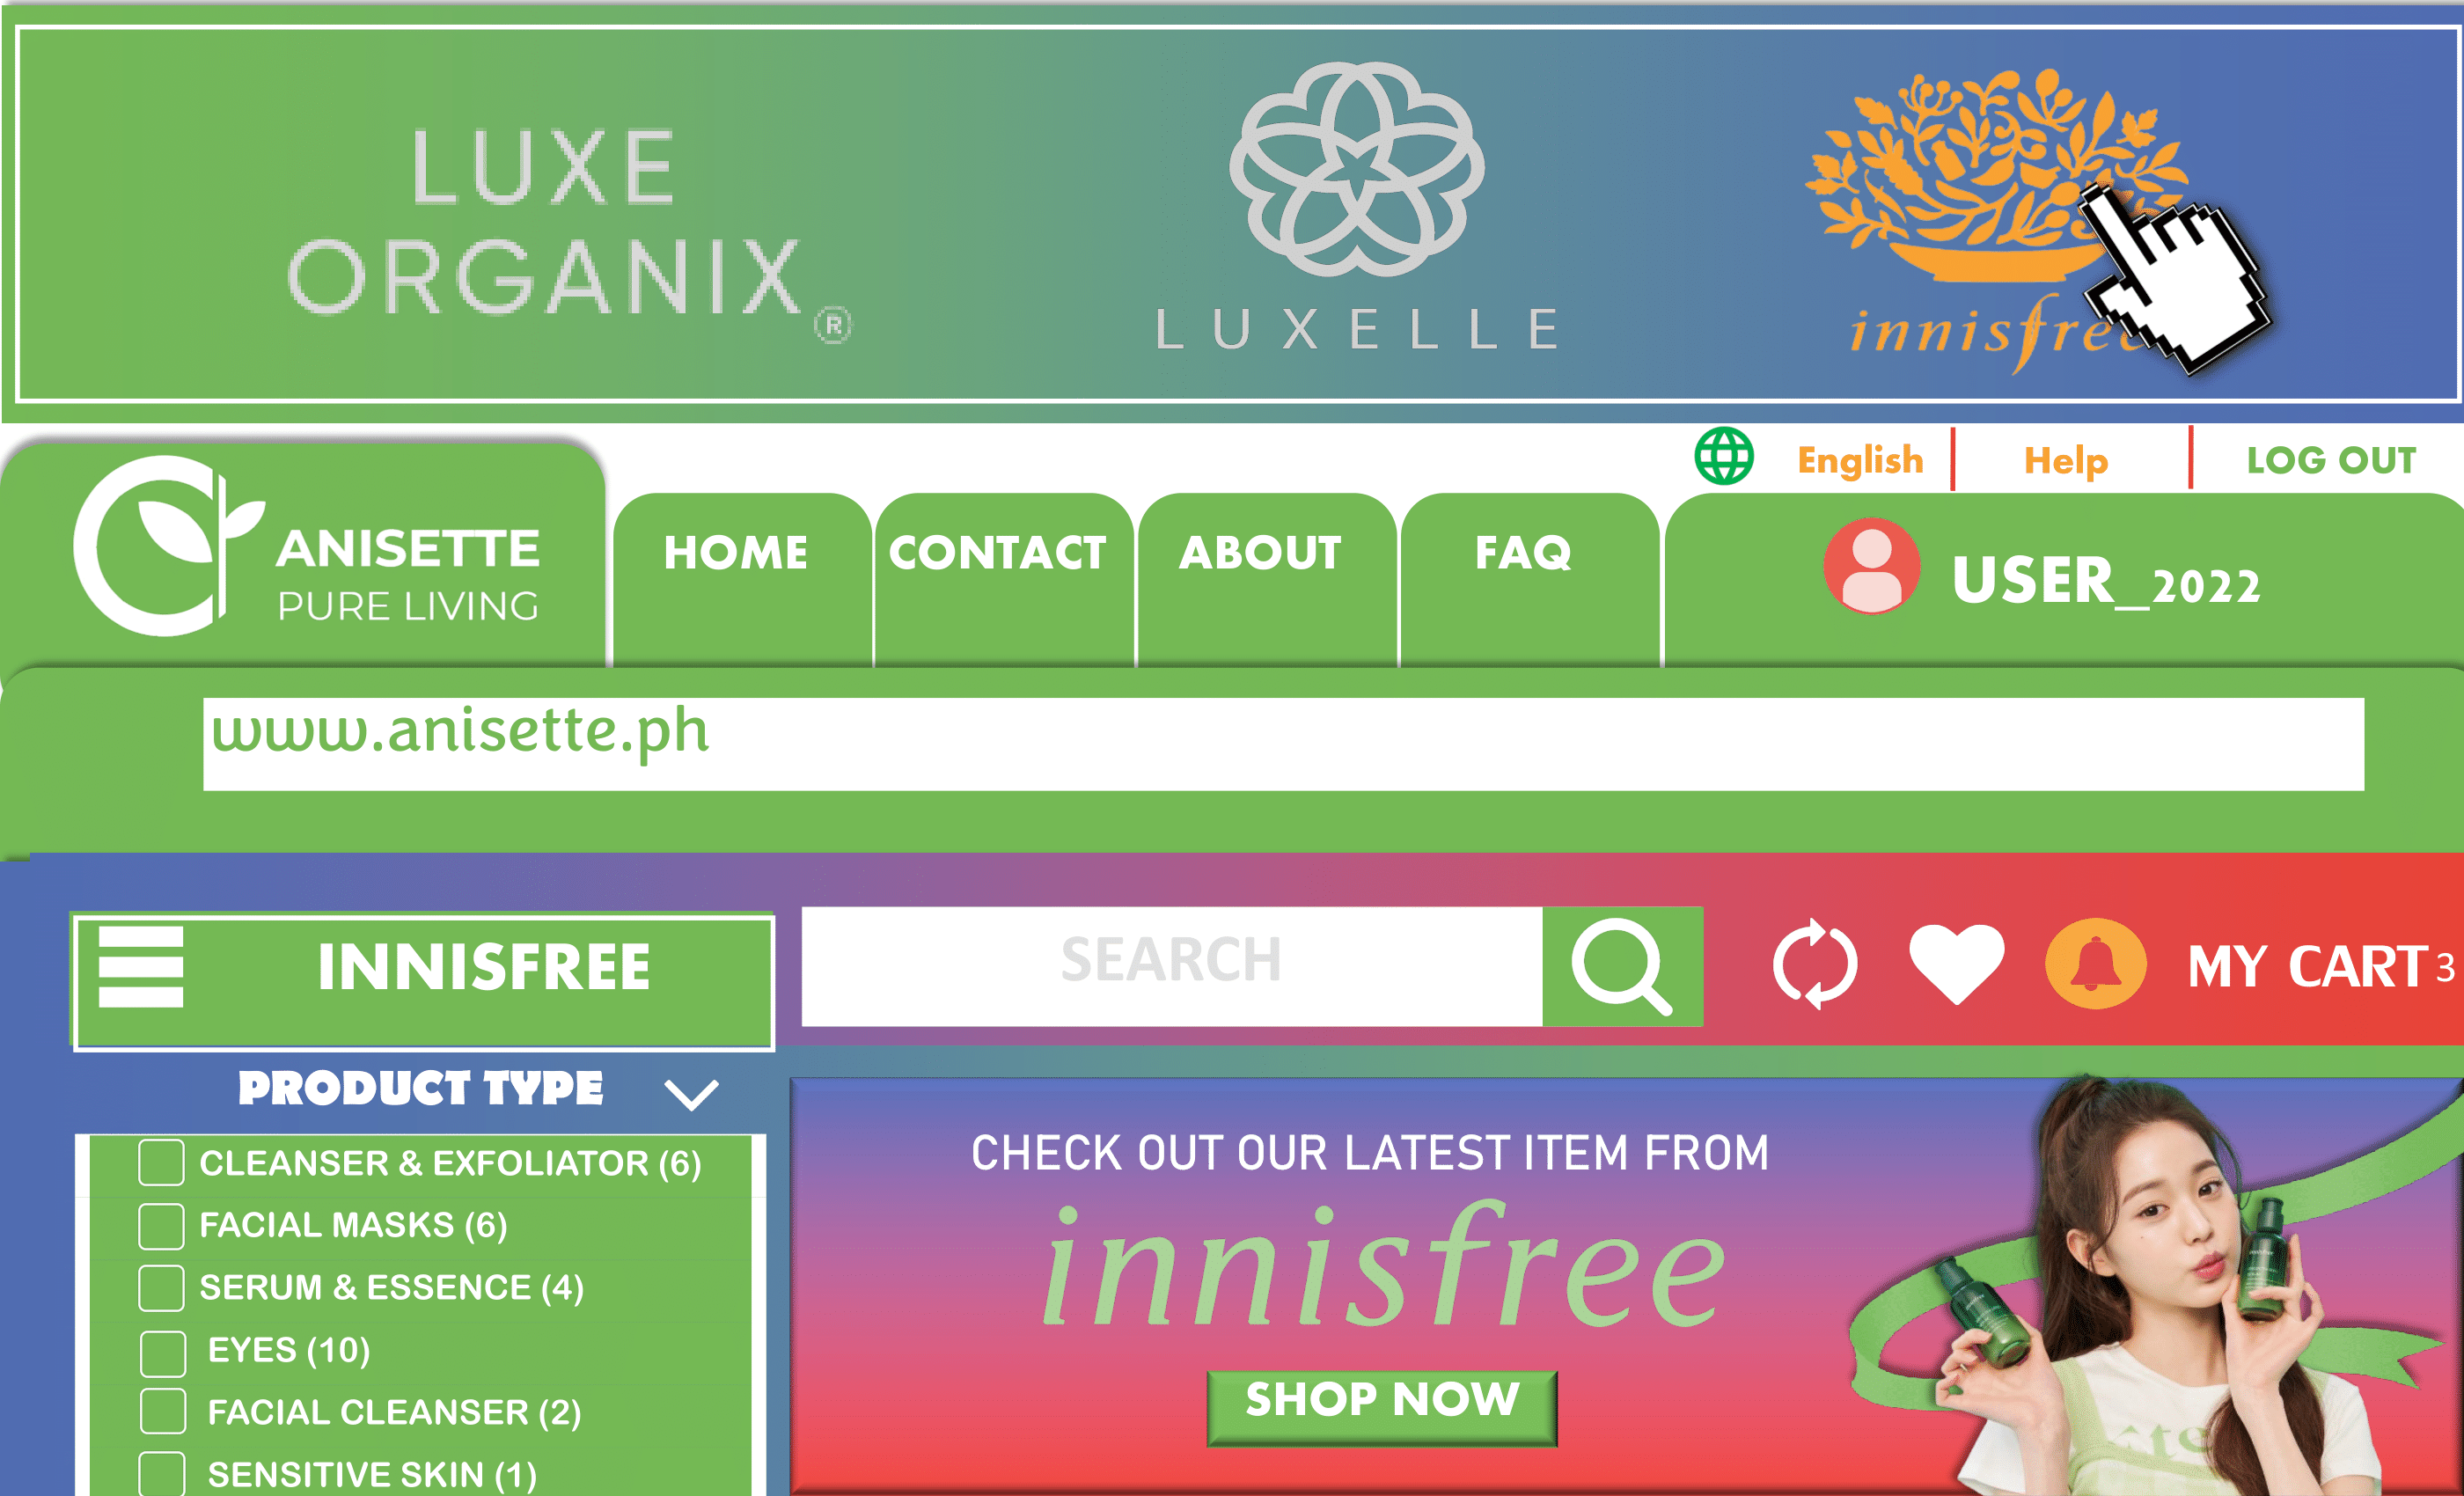 LUXE
ORGANIX®
LUXELLE
innisfree
English
Help
LOG OUT
ANISETTE
PURE LIVING
HOME
CONTACT
ABOUT
FAQ
USER_2022
www.anisette.ph
INNISFREE
SEARCH
MY CART 3
PRODUCT TYPE
CLEANSER & EXFOLIATOR (6)
FACIAL MASKS (6)
SERUM & ESSENCE (4)
EYES (10)
FACIAL CLEANSER (2)
SENSITIVE SKIN (1)
CHECK OUT OUR LATEST ITEM FROM
innisfree
SHOP NOW